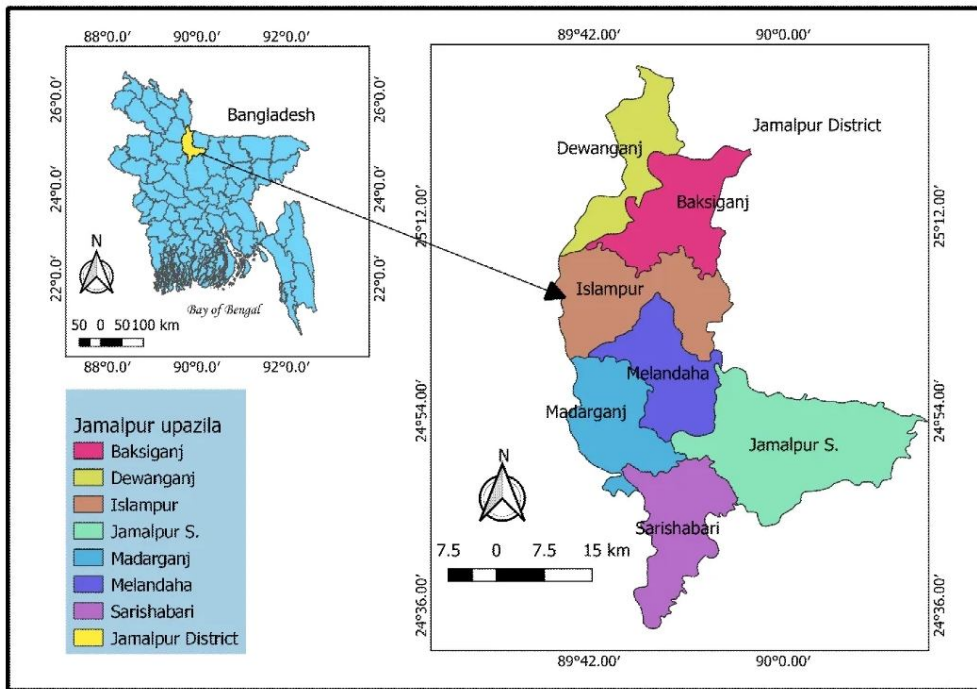 88°0.0′ 90°0.0′ 92°0.0′
26°0.0′
24°0.0′
22°0.0′
Bangladesh
26°0.0′
24°0.0′
22°0.0′
N
Bay of Bengal
50 0 50 100 km
88°0.0′ 90°0.0′ 92°0.0′
Jamalpur upazila
Baksiganj
Dewanganj
Islampur
Jamalpur S.
Madarganj
Melandaha
Sarishabari
Jamalpur District
89°42.00′ 90°0.00′
25°12.00′
24°54.00′
24°36.00′
Jamalpur District
Dewanganj
Baksiganj
Islampur
Melandaha
Madarganj
Jamalpur S.
Sarishabari
N
7.5 0 7.5 15 km
25°12.00′
24°54.00′
24°36.00′
89°42.00′ 90°0.00′